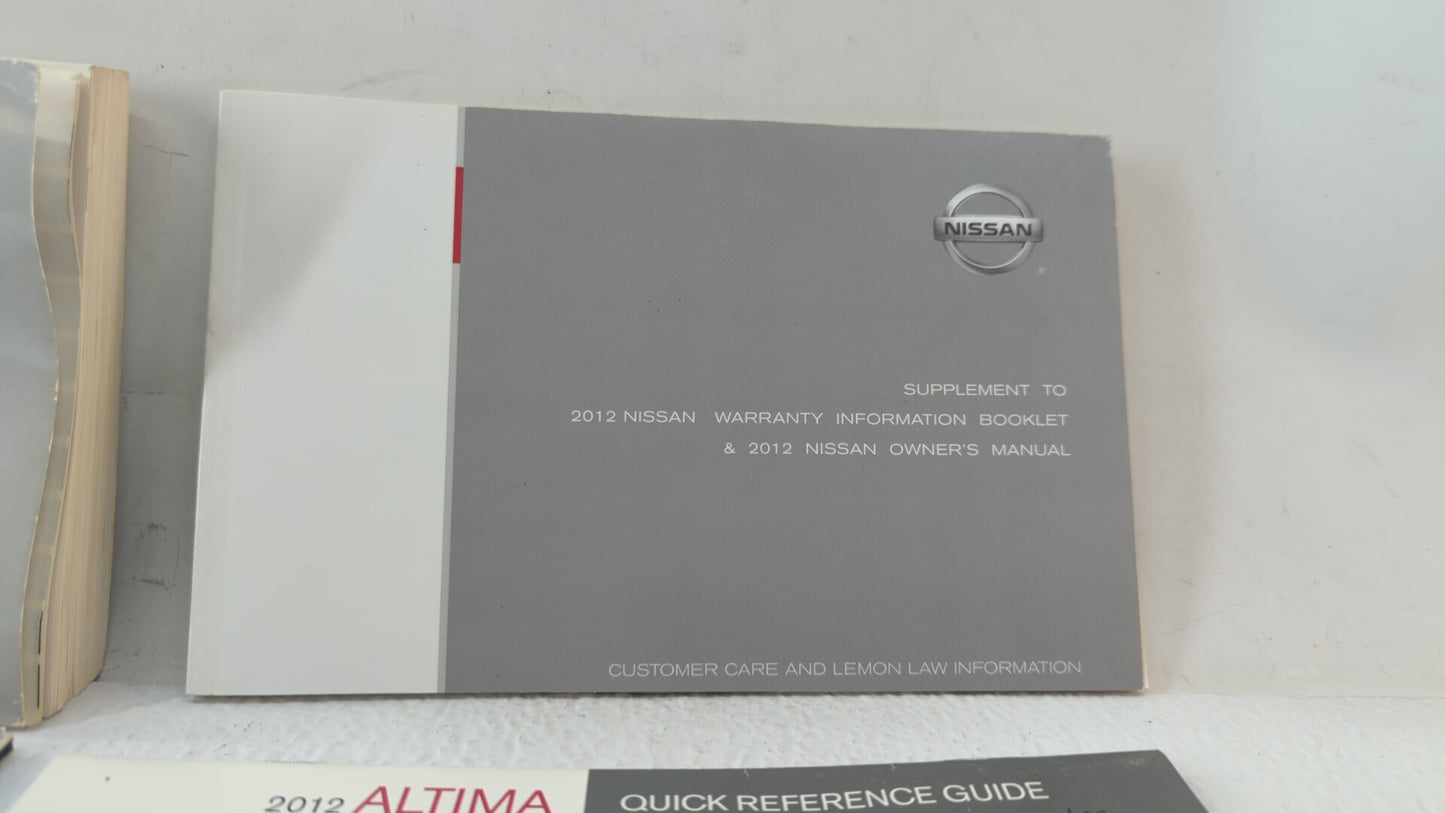 NISSAN
®
SUPPLEMENT TO
2012 NISSAN WARRANTY INFORMATION BOOKLET
& 2012 NISSAN OWNER'S MANUAL
CUSTOMER CARE AND LEMON LAW INFORMATION
2012 ALTIMA
QUICK REFERENCE GUIDE